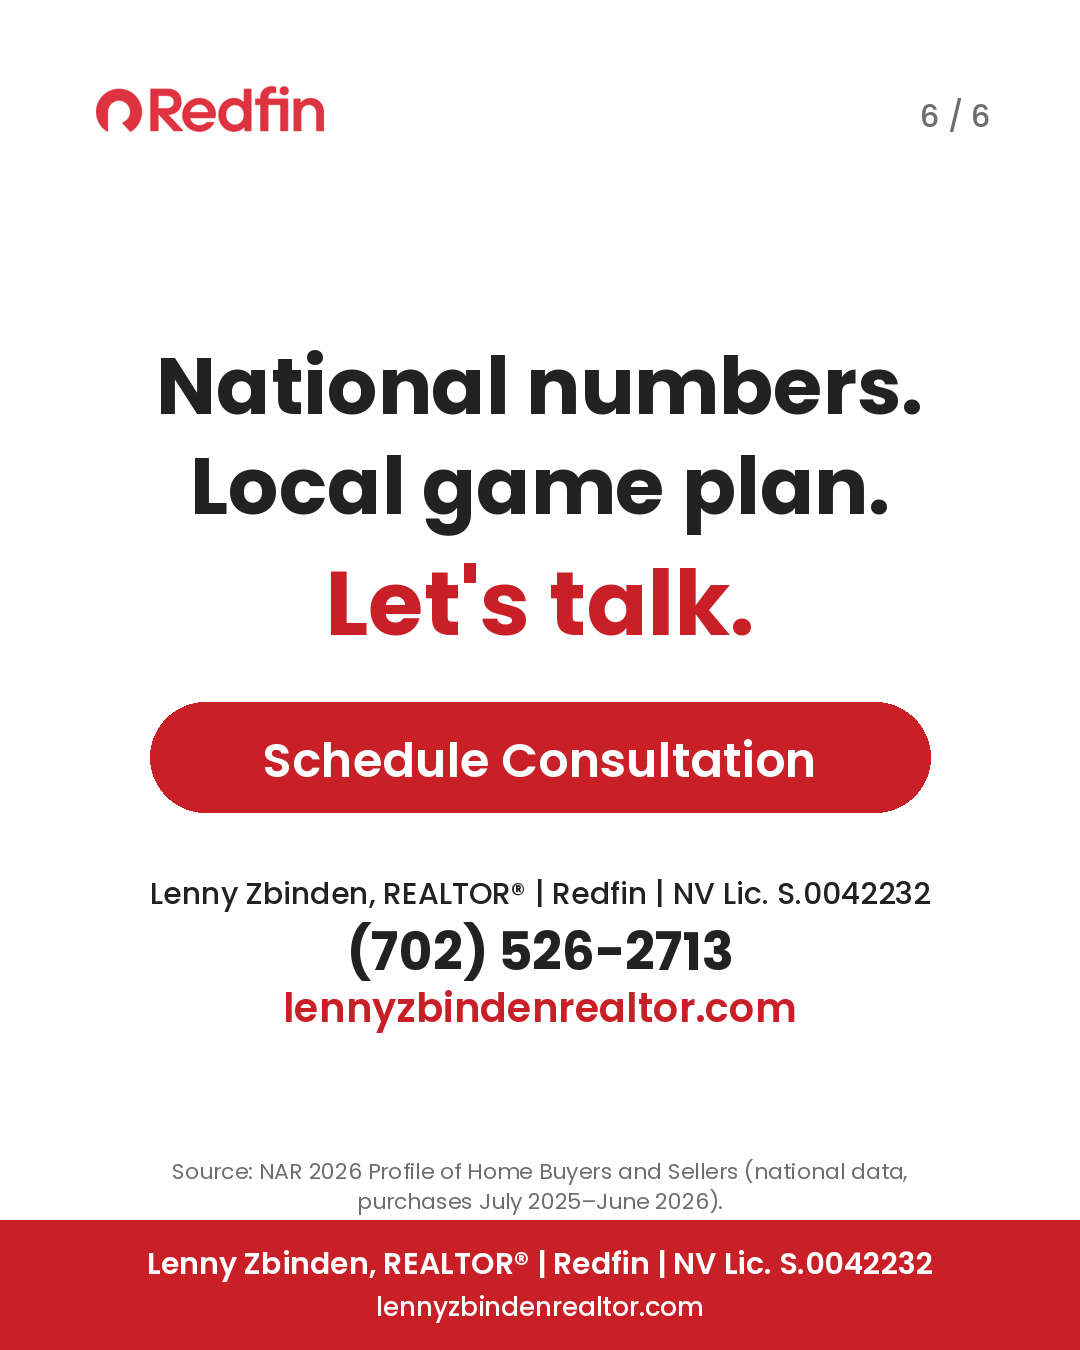 Redfin
6 / 6
National numbers.
Local game plan.
Let's talk.
Schedule Consultation
Lenny Zbinden, REALTOR® | Redfin | NV Lic. S.0042232
(702) 526-2713
lennyzbindenrealtor.com
Source: NAR 2026 Profile of Home Buyers and Sellers (national data,
purchases July 2025–June 2026).
Lenny Zbinden, REALTOR® | Redfin | NV Lic. S.0042232
lennyzbindenrealtor.com